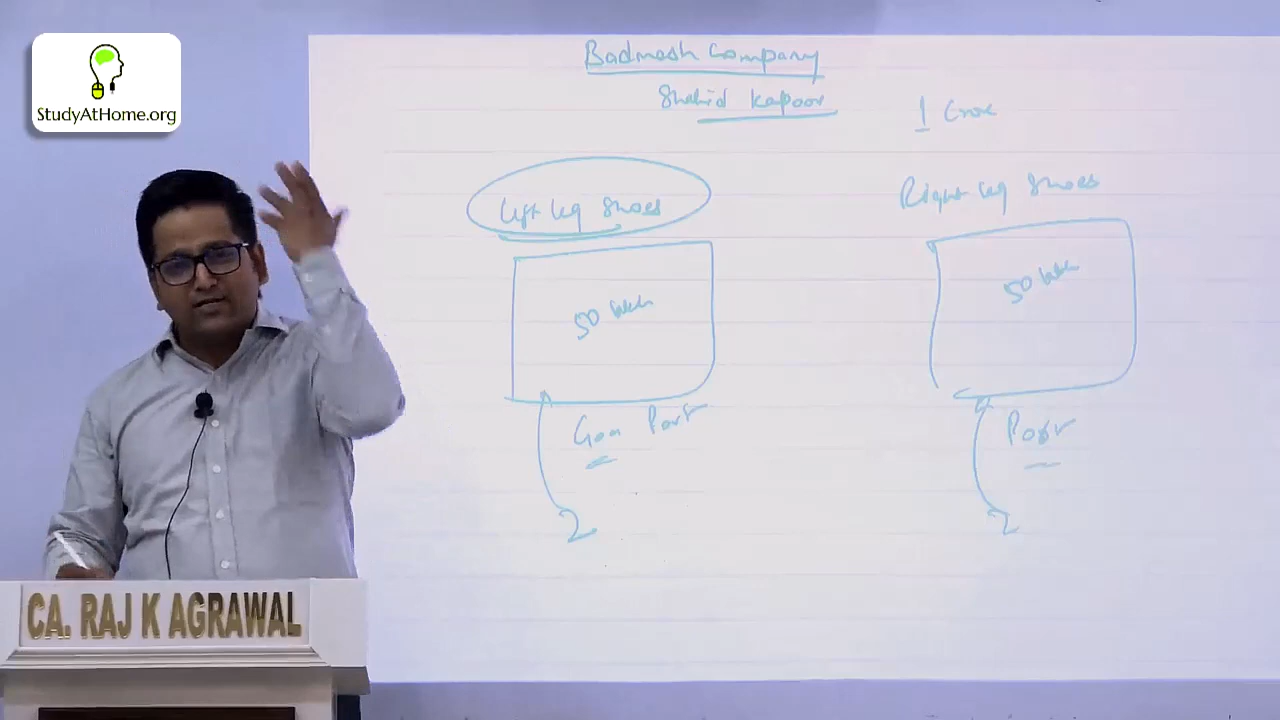 StudyAtHome.org
Badmash Company
Shahid Kapoor
1 Crore
Left leg Shoes
Right leg Shoes
50 lakh
50 lakh
Goa Port
Port
2
2
CA. RAJ K AGRAWAL